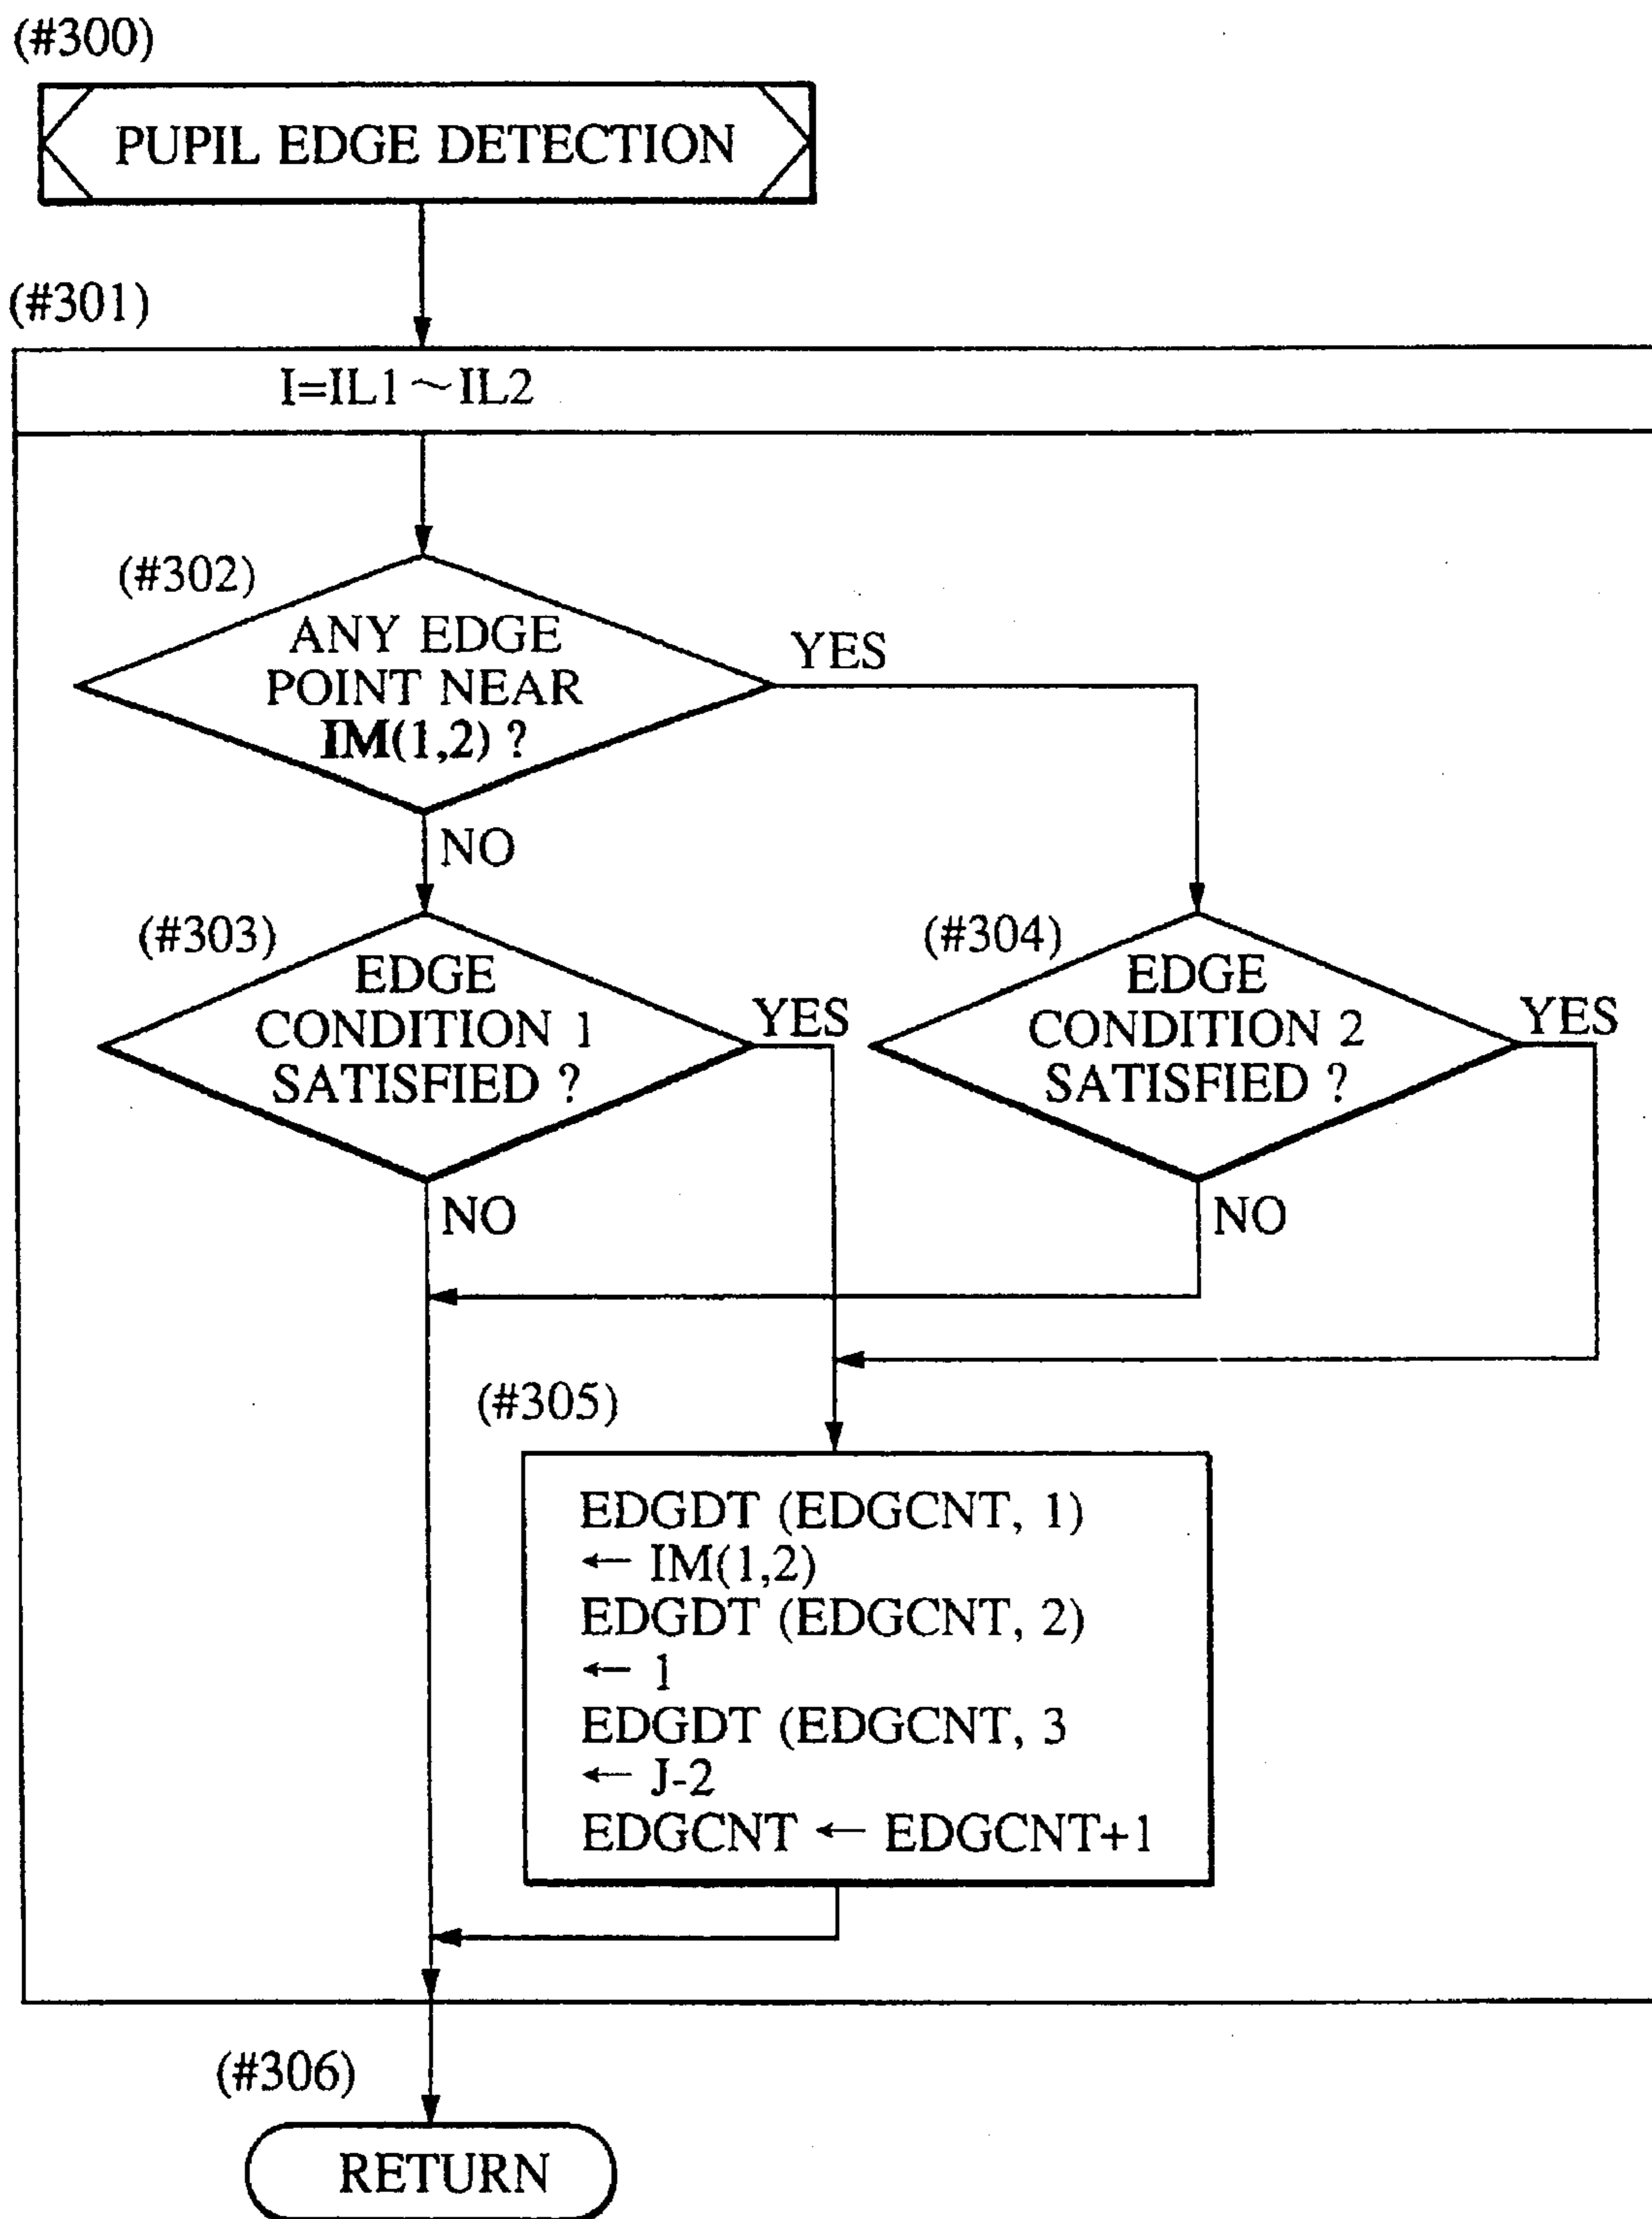 (#300)
PUPIL EDGE DETECTION
(#301)
I=IL1~IL2
(#302)
ANY EDGE
POINT NEAR
IM(1,2) ?
YES
NO
(#303)
EDGE
CONDITION 1
SATISFIED ?
YES
NO
(#304)
EDGE
CONDITION 2
SATISFIED ?
YES
NO
(#305)
EDGDT (EDGCNT, 1)
← IM(1,2)
EDGDT (EDGCNT, 2)
← 1
EDGDT (EDGCNT, 3
← J-2
EDGCNT ← EDGCNT+1
(#306)
RETURN